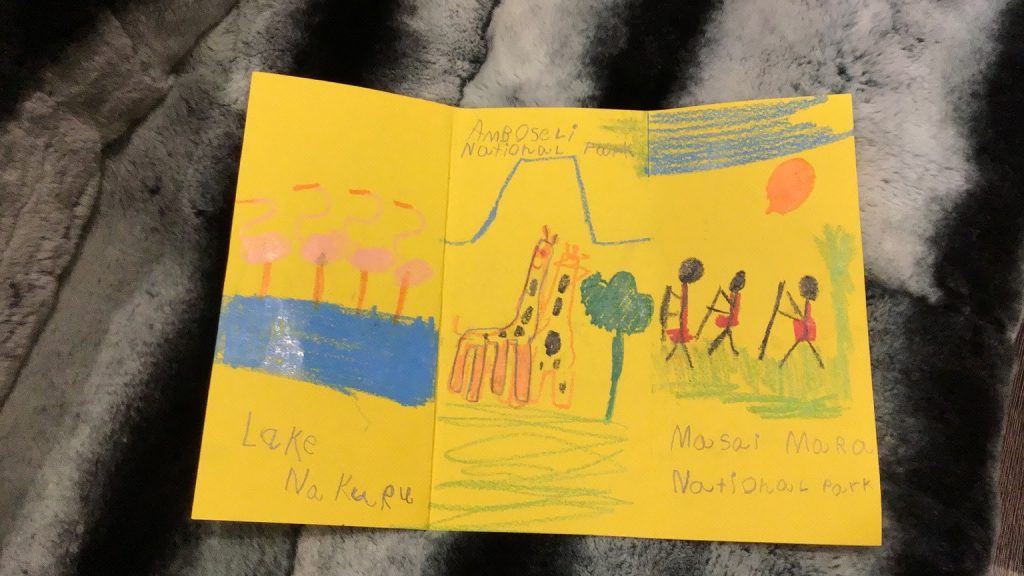 Lake
Nakuru
Amboseli
National Park
Masai Mara
National Park